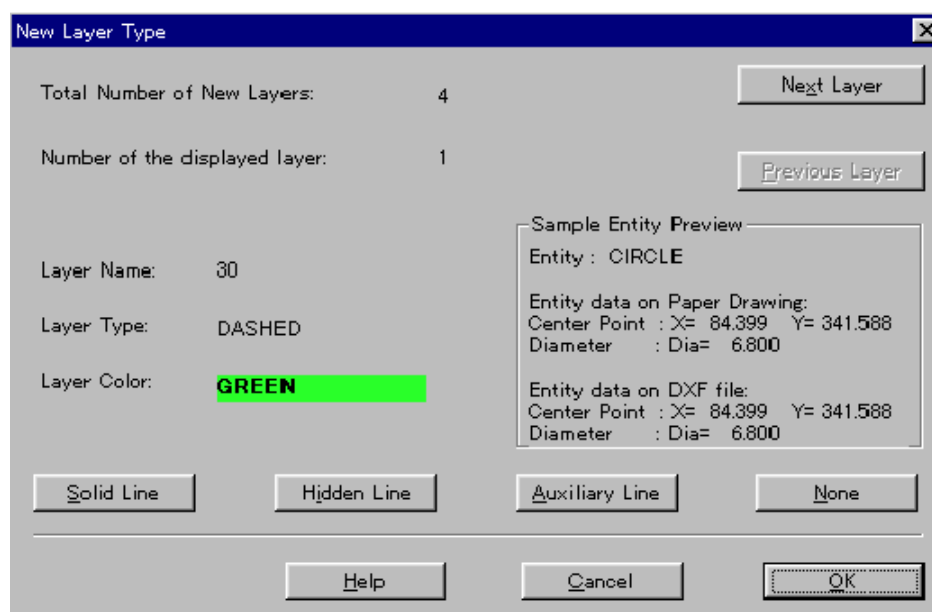 New Layer Type
Total Number of New Layers: 4
Next Layer
Number of the displayed layer: 1
Previous Layer
Sample Entity Preview
Entity : CIRCLE
Layer Name: 30
Entity data on Paper Drawing:
Layer Type: DASHED
Center Point : X= 84.399 Y= 341.588
Diameter : Dia= 6.800
Layer Color: GREEN
Entity data on DXF file:
Center Point : X= 84.399 Y= 341.588
Diameter : Dia= 6.800
Solid Line
Hidden Line
Auxiliary Line
None
Help
Cancel
OK